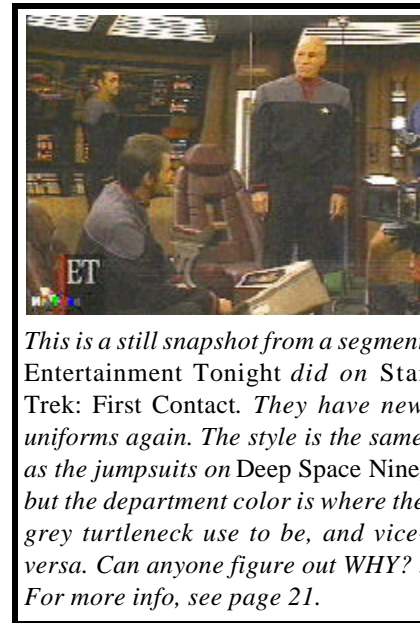 ET
This is a still snapshot from a segment
Entertainment Tonight did on Star
Trek: First Contact. They have new
uniforms again. The style is the same
as the jumpsuits on Deep Space Nine
but the department color is where the
grey turtleneck use to be, and vice-
versa. Can anyone figure out WHY?
For more info, see page 21.